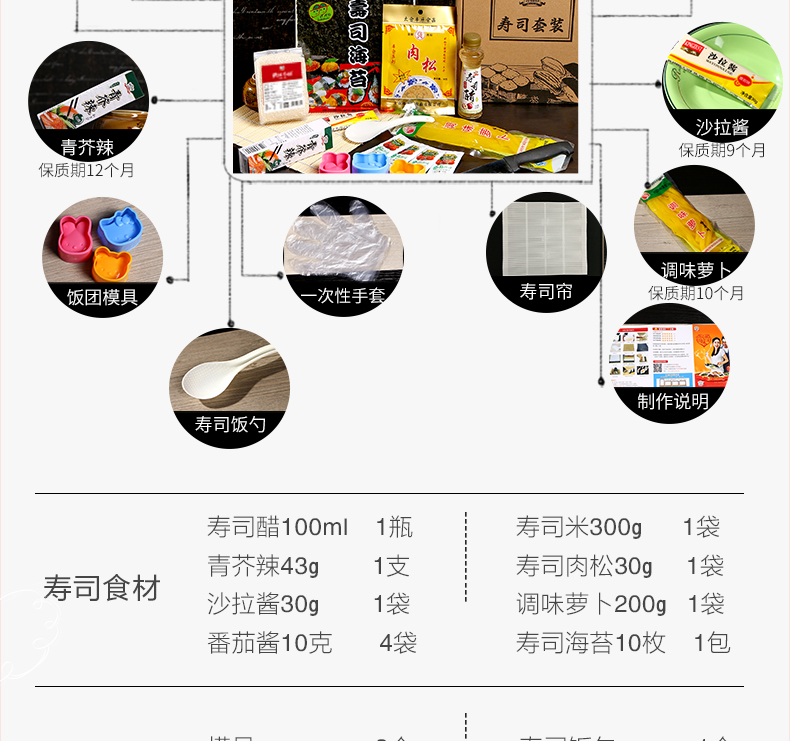 寿司海苔
肉松
寿司套装
寿司醋
青芥辣
沙拉酱
青芥辣
保质期12个月
沙拉酱
保质期9个月
饭团模具
一次性手套
寿司帘
调味萝卜
保质期10个月
寿司饭勺
制作说明
寿司食材
寿司醋100ml 1瓶
青芥辣43g 1支
沙拉酱30g 1袋
番茄酱10克 4袋
寿司米300g 1袋
寿司肉松30g 1袋
调味萝卜200g 1袋
寿司海苔10枚 1包